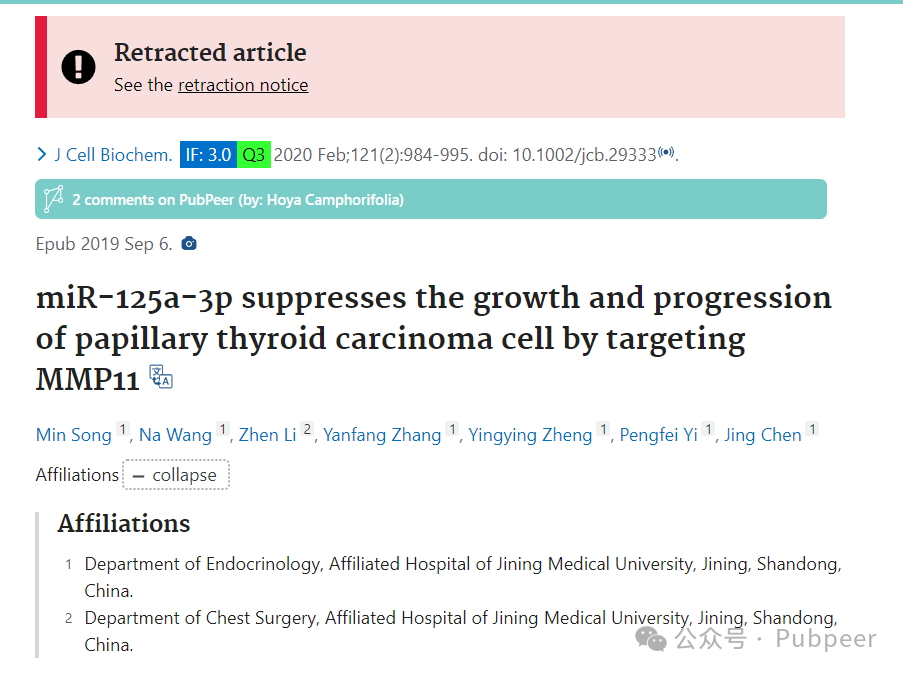 Retracted article
See the retraction notice
J Cell Biochem. IF: 3.0 Q3 2020 Feb;121(2):984-995. doi: 10.1002/jcb.29333.
2 comments on PubPeer (by: Hoya Camphorifolia)
Epub 2019 Sep 6.
miR-125a-3p suppresses the growth and progression
of papillary thyroid carcinoma cell by targeting
MMP11
Min Song 1, Na Wang 1, Zhen Li 2, Yanfang Zhang 1, Yingying Zheng 1, Pengfei Yi 1, Jing Chen 1
Affiliations — collapse
Affiliations
1 Department of Endocrinology, Affiliated Hospital of Jining Medical University, Jining, Shandong,
China.
2 Department of Chest Surgery, Affiliated Hospital of Jining Medical University, Jining, Shandong,
China.
公众号 · Pubpeer